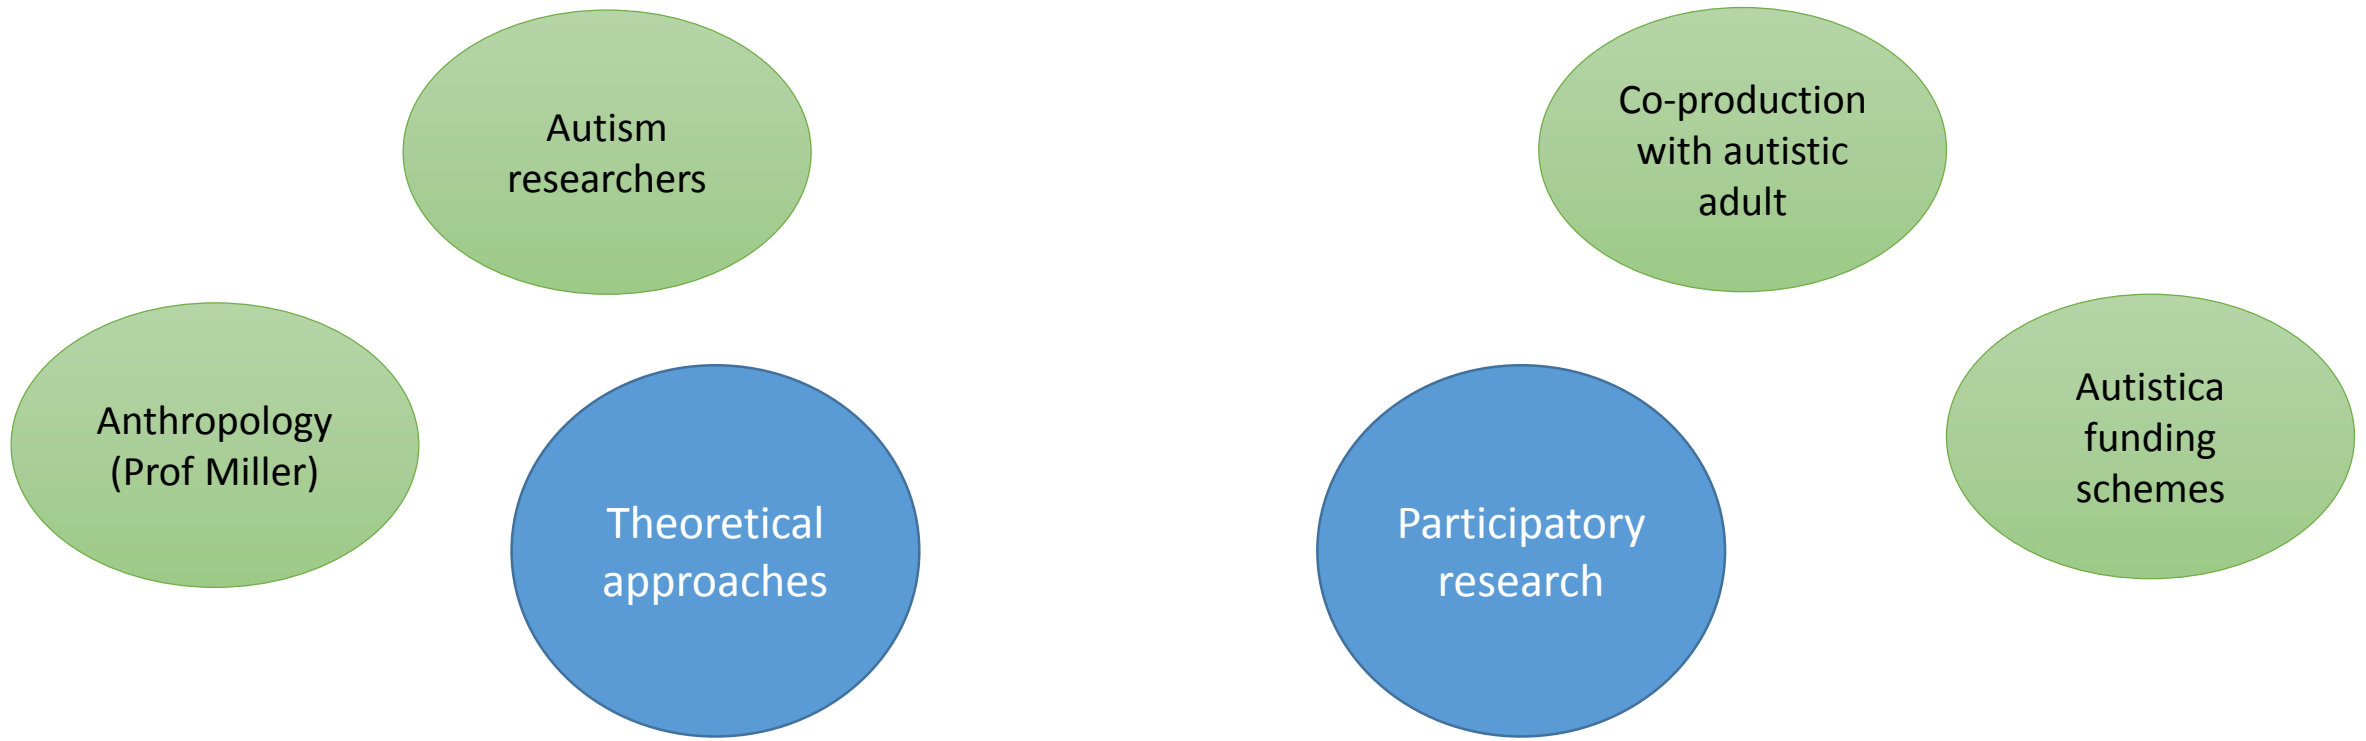 Autism
researchers
Co-production
with autistic
adult
Anthropology
(Prof Miller)
Autistica
funding
schemes
Theoretical
approaches
Participatory
research